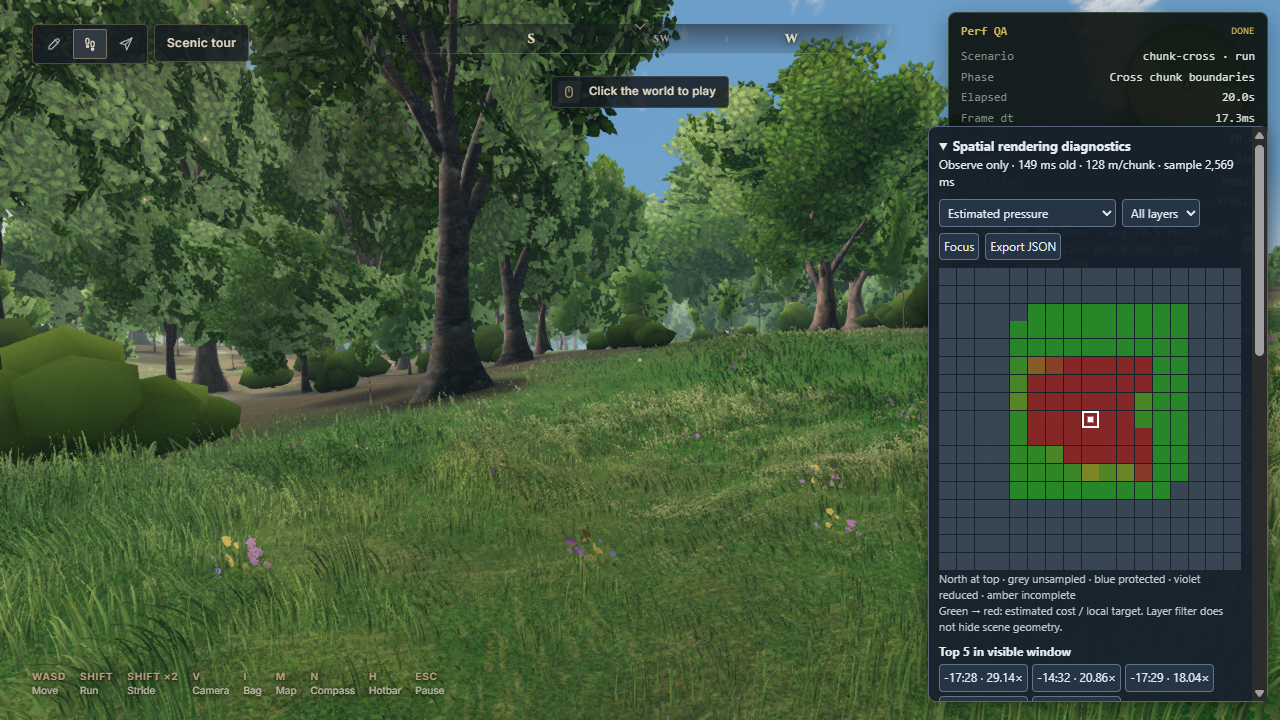 Scenic tour
SE S SW W
Click the world to play
Perf QA DONE
Scenario chunk-cross · run
Phase Cross chunk boundaries
Elapsed 20.0s
Frame dt 17.3ms
▼ Spatial rendering diagnostics
Observe only · 149 ms old · 128 m/chunk · sample 2,569
ms
Estimated pressure All layers
Focus Export JSON
North at top · grey unsampled · blue protected · violet
reduced · amber incomplete
Green → red: estimated cost / local target. Layer filter does
not hide scene geometry.
Top 5 in visible window
-17:28 · 29.14× -14:32 · 20.86× -17:29 · 18.04×
WASD SHIFT SHIFT ×2 V I M N H ESC
Move Run Stride Camera Bag Map Compass Hotbar Pause